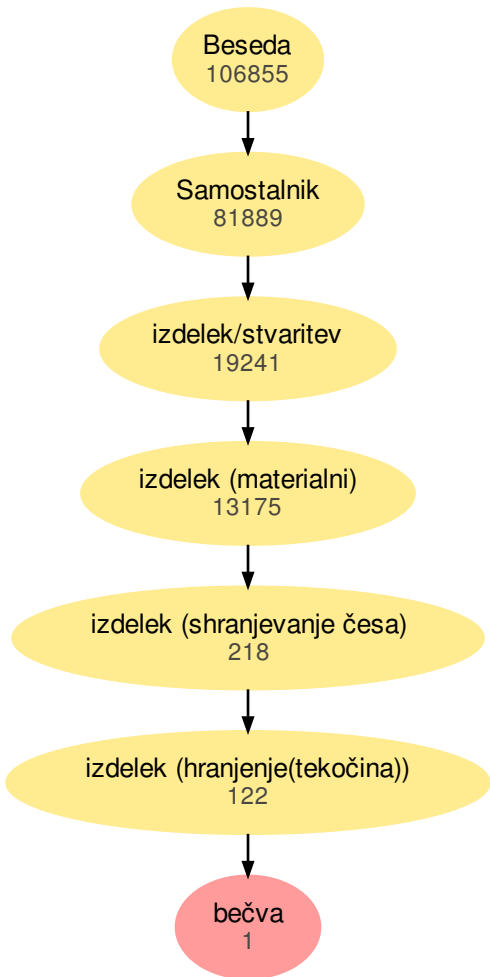 Beseda
106855
Samostalnik
81889
izdelek/stvaritev
19241
izdelek (materialni)
13175
izdelek (shranjevanje česa)
218
izdelek (hranjenje(tekočina))
122
bečva
1